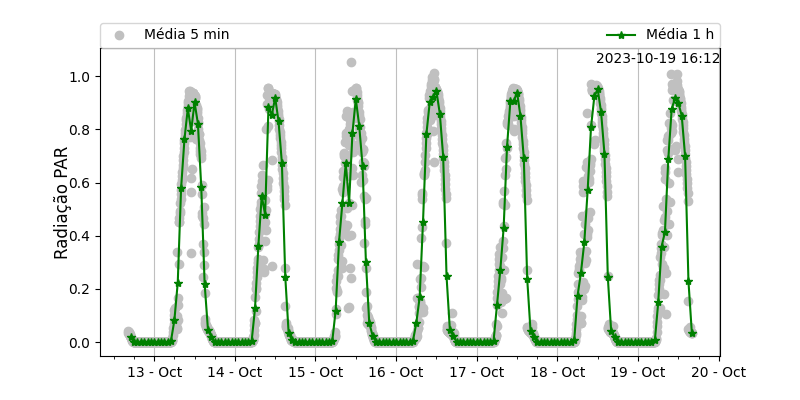 Média 5 min
Média 1 h
2023-10-19 16:12
Radiação PAR
1.0
0.8
0.6
0.4
0.2
0.0
13 - Oct
14 - Oct
15 - Oct
16 - Oct
17 - Oct
18 - Oct
19 - Oct
20 - Oct